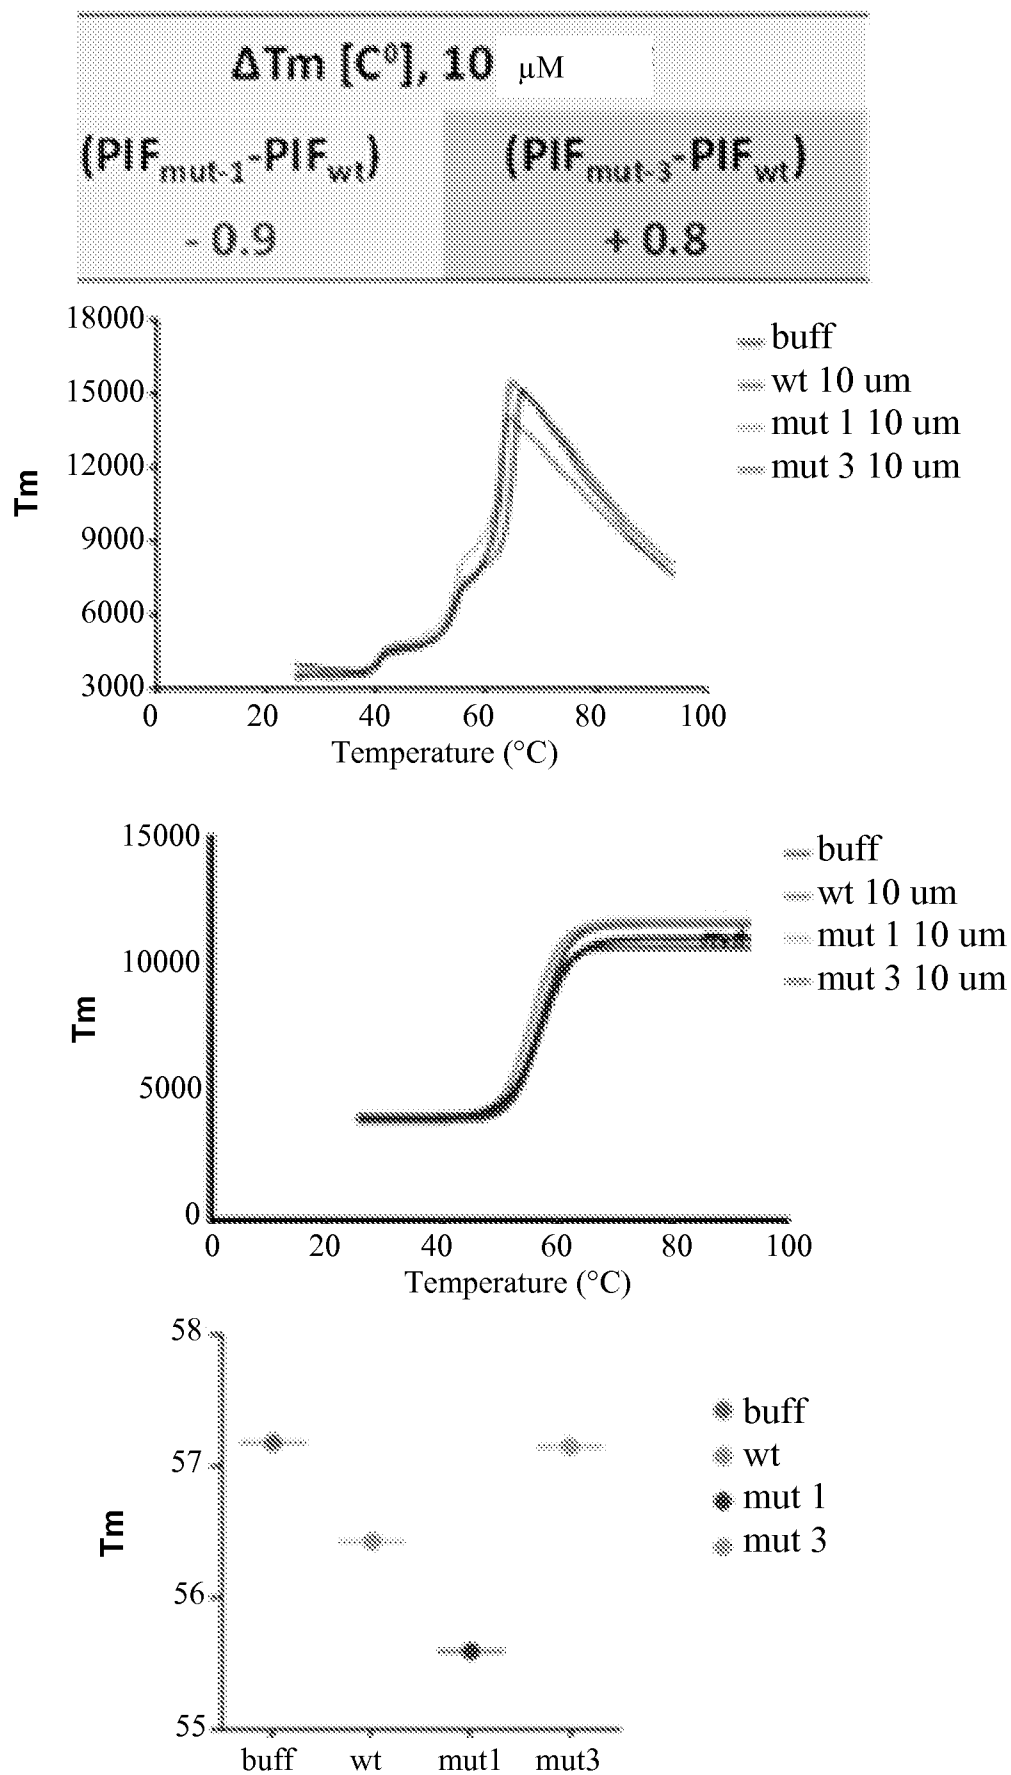 ΔTm [C⁰], 10 µM
(PIFmut-1-PIFwt) (PIFmut-3-PIFwt)
- 0.9 + 0.8
18000
15000
12000
9000
6000
3000
Tm
0 20 40 60 80 100
Temperature (°C)
buff
wt 10 um
mut 1 10 um
mut 3 10 um
15000
10000
5000
0
Tm
0 20 40 60 80 100
Temperature (°C)
buff
wt 10 um
mut 1 10 um
mut 3 10 um
58
57
56
55
Tm
buff wt mut1 mut3
buff
wt
mut 1
mut 3